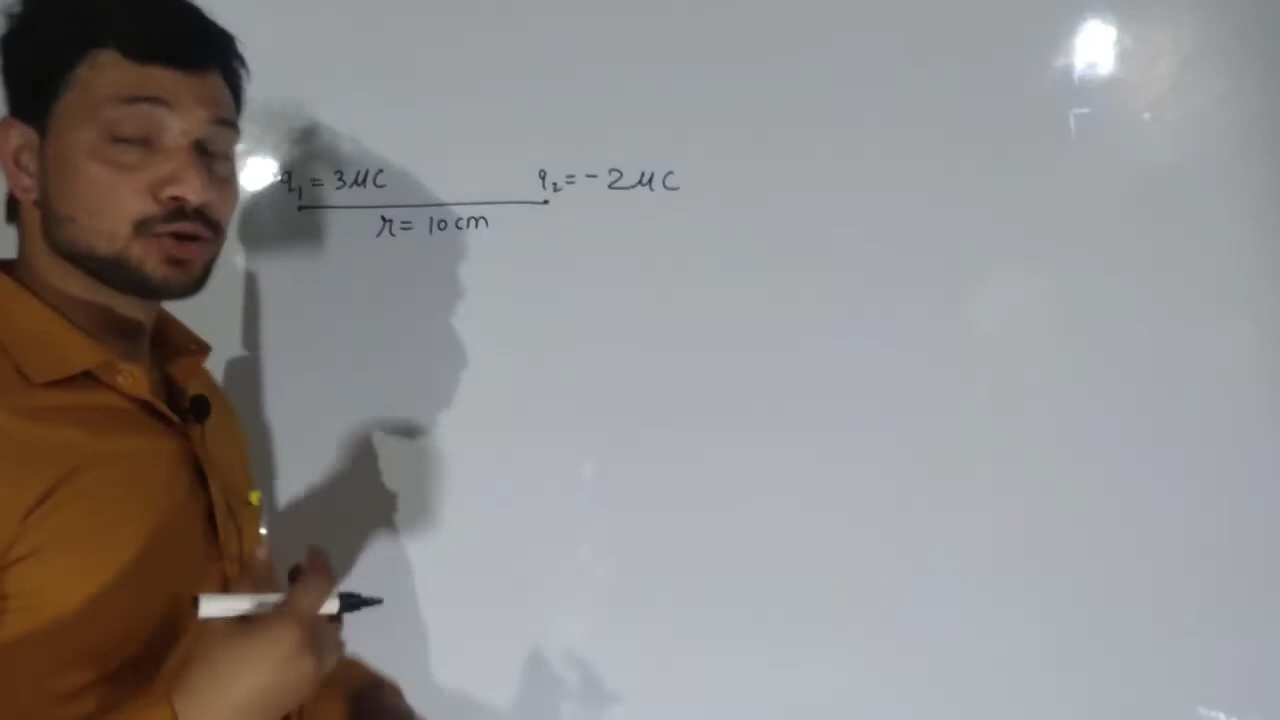 q₁ = 3μC q₂ = -2μC
r = 10 cm